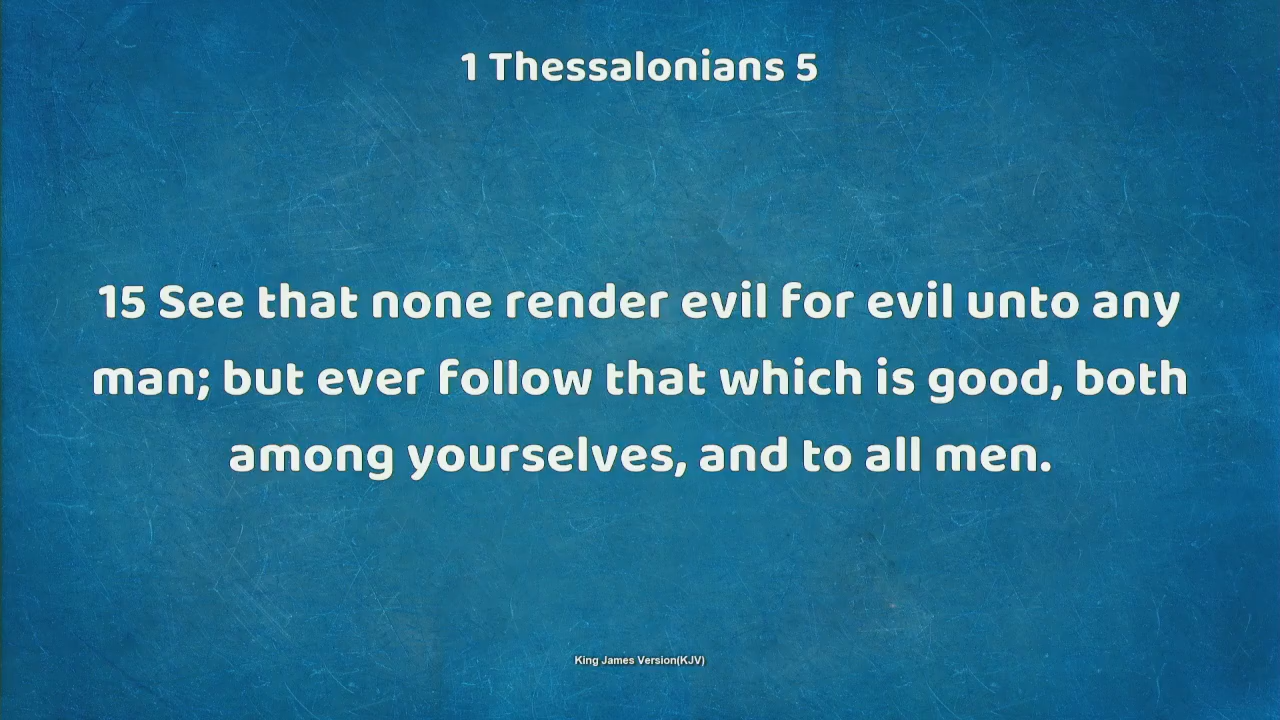 1 Thessalonians 5
15 See that none render evil for evil unto any
man; but ever follow that which is good, both
among yourselves, and to all men.
King James Version(KJV)